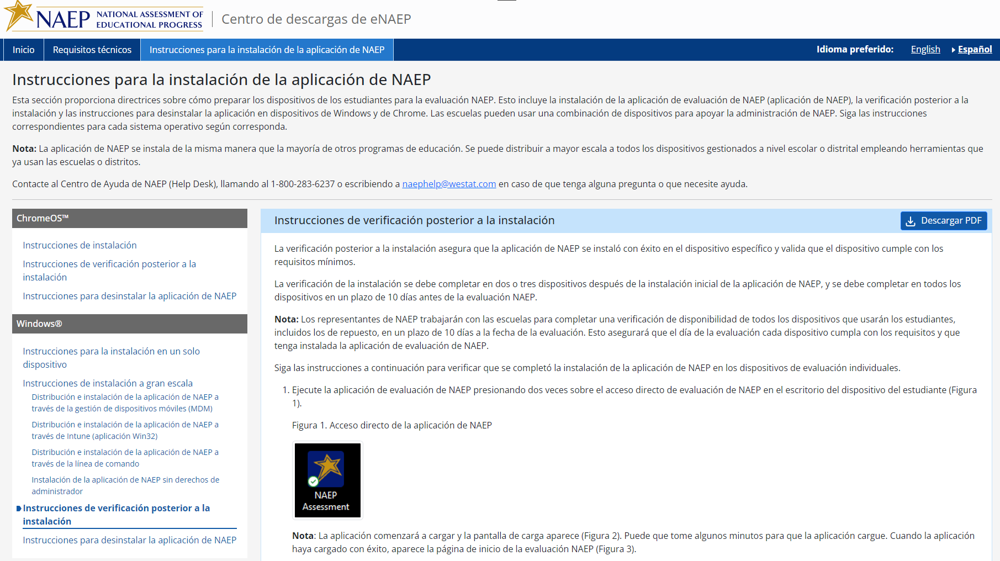 NAEP NATIONAL ASSESSMENT OF
EDUCATIONAL PROGRESS
Centro de descargas de eNAEP
Inicio
Requisitos técnicos
Instrucciones para la instalación de la aplicación de NAEP
Idioma preferido:
English
Español
Instrucciones para la instalación de la aplicación de NAEP
Esta sección proporciona directrices sobre cómo preparar los dispositivos de los estudiantes para la evaluación NAEP. Esto incluye la instalación de la aplicación de evaluación de NAEP (aplicación de NAEP), la verificación posterior a la
instalación y las instrucciones para desinstalar la aplicación en dispositivos de Windows y de Chrome. Las escuelas pueden usar una combinación de dispositivos para apoyar la administración de NAEP. Siga las instrucciones
correspondientes para cada sistema operativo según corresponda.
Nota: La aplicación de NAEP se instala de la misma manera que la mayoría de otros programas de educación. Se puede distribuir a mayor escala a todos los dispositivos gestionados a nivel escolar o distrital empleando herramientas que
ya usan las escuelas o distritos.
Contacte al Centro de Ayuda de NAEP (Help Desk), llamando al 1-800-283-6237 o escribiendo a naephelp@westat.com en caso de que tenga alguna pregunta o que necesite ayuda.
ChromeOS™
Instrucciones de instalación
Instrucciones de verificación posterior a la
instalación
Instrucciones para desinstalar la aplicación de NAEP
Windows®
Instrucciones para la instalación en un solo
dispositivo
Instrucciones de instalación a gran escala
Distribución e instalación de la aplicación de NAEP a
través de la gestión de dispositivos móviles (MDM)
Distribución e instalación de la aplicación de NAEP a
través de Intune (aplicación Win32)
Distribución e instalación de la aplicación de NAEP a
través de la línea de comando
Instalación de la aplicación de NAEP sin derechos de
administrador
Instrucciones de verificación posterior a la
instalación
Instrucciones para desinstalar la aplicación de NAEP
Instrucciones de verificación posterior a la instalación
Descargar PDF
La verificación posterior a la instalación asegura que la aplicación de NAEP se instaló con éxito en el dispositivo específico y valida que el dispositivo cumple con los
requisitos mínimos.
La verificación de la instalación se debe completar en dos o tres dispositivos después de la instalación inicial de la aplicación de NAEP, y se debe completar en todos los
dispositivos en un plazo de 10 días antes de la evaluación NAEP.
Nota: Los representantes de NAEP trabajarán con las escuelas para completar una verificación de disponibilidad de todos los dispositivos que usarán los estudiantes,
incluidos los de repuesto, en un plazo de 10 días a la fecha de la evaluación. Esto asegurará que el día de la evaluación cada dispositivo cumpla con los requisitos y que
tenga instalada la aplicación de evaluación de NAEP.
Siga las instrucciones a continuación para verificar que se completó la instalación de la aplicación de NAEP en los dispositivos de evaluación individuales.
1. Ejecute la aplicación de evaluación de NAEP presionando dos veces sobre el acceso directo de evaluación de NAEP en el escritorio del dispositivo del estudiante (Figura
1).
Figura 1. Acceso directo de la aplicación de NAEP
NAEP
Assessment
Nota: La aplicación comenzará a cargar y la pantalla de carga aparece (Figura 2). Puede que tome algunos minutos para que la aplicación cargue. Cuando la aplicación
haya cargado con éxito, aparece la página de inicio de la evaluación NAEP (Figura 3).